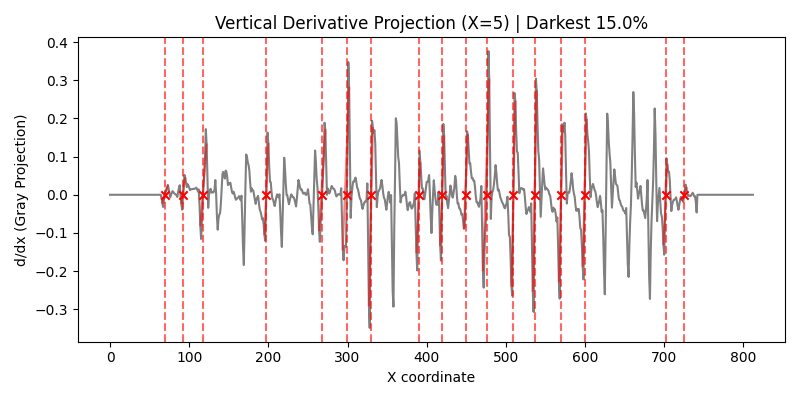 Vertical Derivative Projection (X=5) | Darkest 15.0%
d/dx (Gray Projection)
0.4
0.3
0.2
0.1
0.0
−0.1
−0.2
−0.3
0 100 200 300 400 500 600 700 800
X coordinate